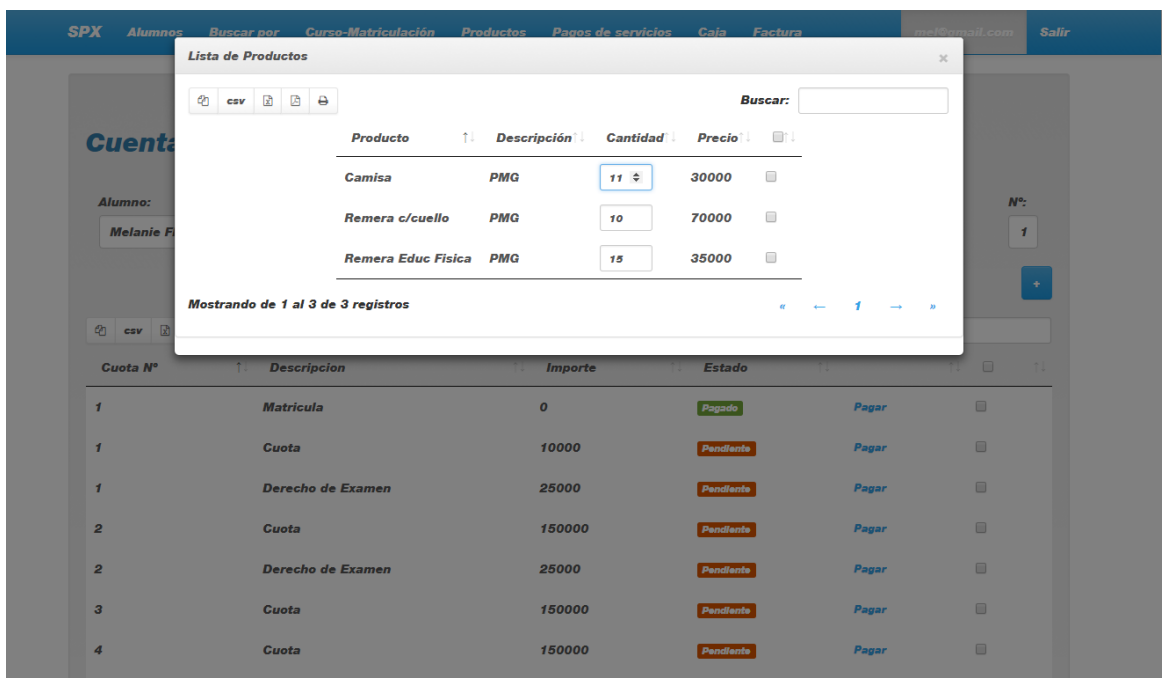 SPX Alumnos Buscar por Curso-Matriculación Productos Pagos de servicios Caja Factura mel@gmail.com Salir
Lista de Productos ×
csv Buscar:
Producto Descripción Cantidad Precio
Camisa PMG 11 30000
Remera c/cuello PMG 10 70000
Remera Educ Fisica PMG 15 35000
Mostrando de 1 al 3 de 3 registros « ← 1 → »
Cuenta
Alumno: Nº:
Melanie 1
+
csv
Cuota Nº Descripcion Importe Estado
1 Matricula 0 Pagado Pagar
1 Cuota 10000 Pendiente Pagar
1 Derecho de Examen 25000 Pendiente Pagar
2 Cuota 150000 Pendiente Pagar
2 Derecho de Examen 25000 Pendiente Pagar
3 Cuota 150000 Pendiente Pagar
4 Cuota 150000 Pendiente Pagar